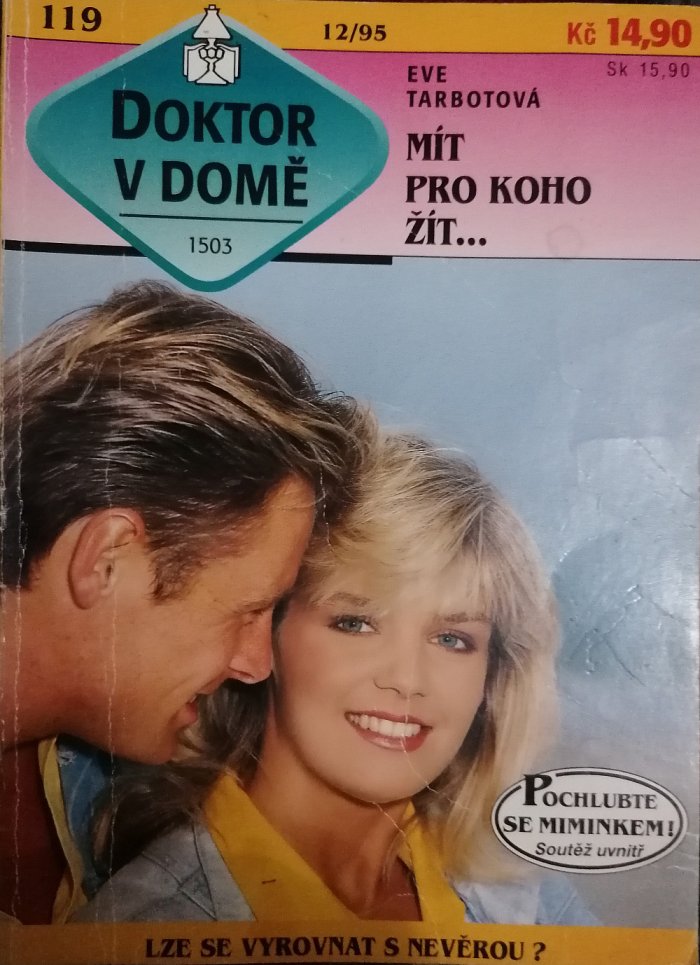 119
12/95
Kč 14,90
Sk 15,90
DOKTOR
V DOMĚ
1503
EVE
TARBOTOVÁ
MÍT
PRO KOHO
ŽÍT...
POCHLUBTE
SE MIMINKEM!
Soutěž uvnitř
LZE SE VYROVNAT S NEVĚROU ?